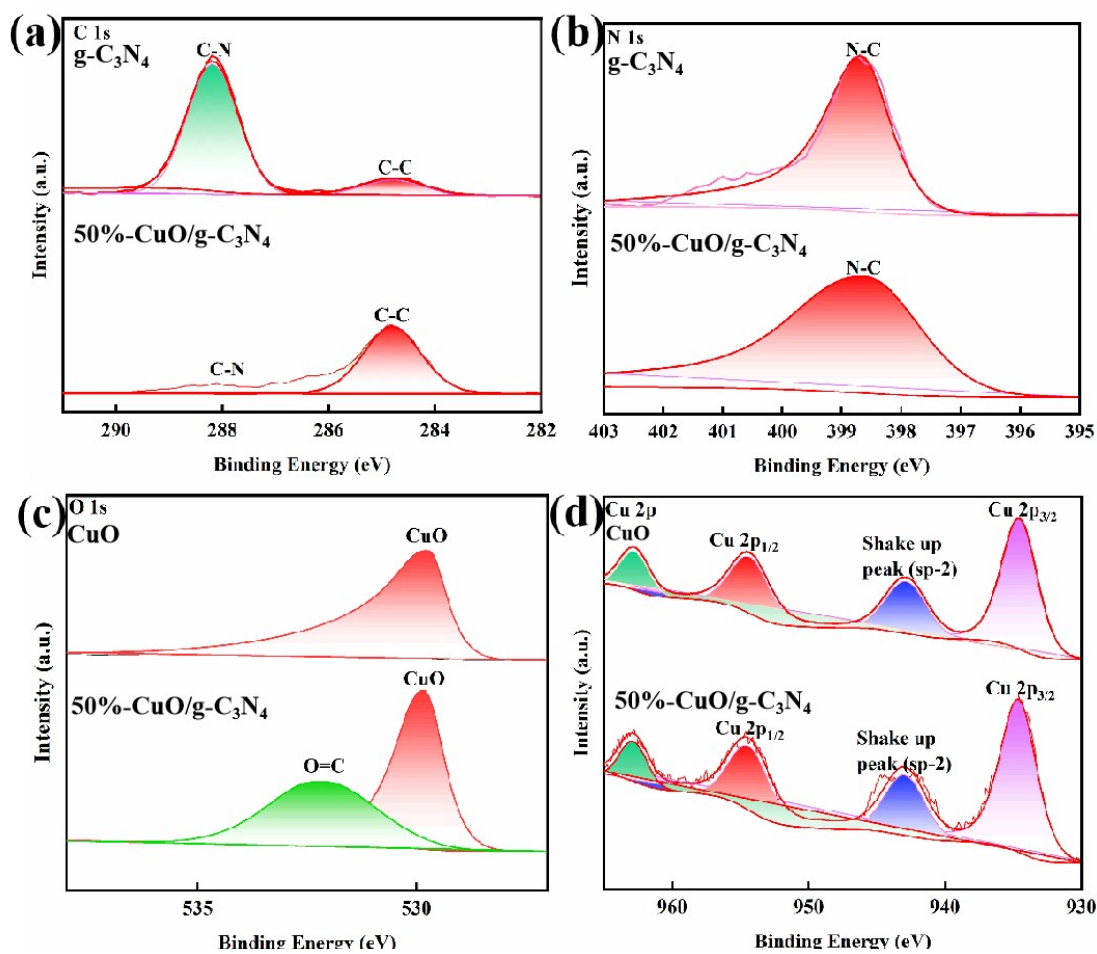 (a)
C 1s
g-C₃N₄
C-N
C-C
50%-CuO/g-C₃N₄
C-C
C-N
Intensity (a.u.)
290 288 286 284 282
Binding Energy (eV)
(b)
N 1s
g-C₃N₄
N-C
50%-CuO/g-C₃N₄
N-C
Intensity (a.u.)
403 402 401 400 399 398 397 396 395
Binding Energy (eV)
(c)
O 1s
CuO
CuO
CuO
50%-CuO/g-C₃N₄
O=C
Intensity (a.u.)
535 530
Binding Energy (eV)
(d)
Cu 2p
CuO
Cu 2p₁/₂
Shake up
peak (sp-2)
Cu 2p₃/₂
50%-CuO/g-C₃N₄
Cu 2p₃/₂
Cu 2p₁/₂
Shake up
peak (sp-2)
Intensity (a.u.)
960 950 940 930
Binding Energy (eV)